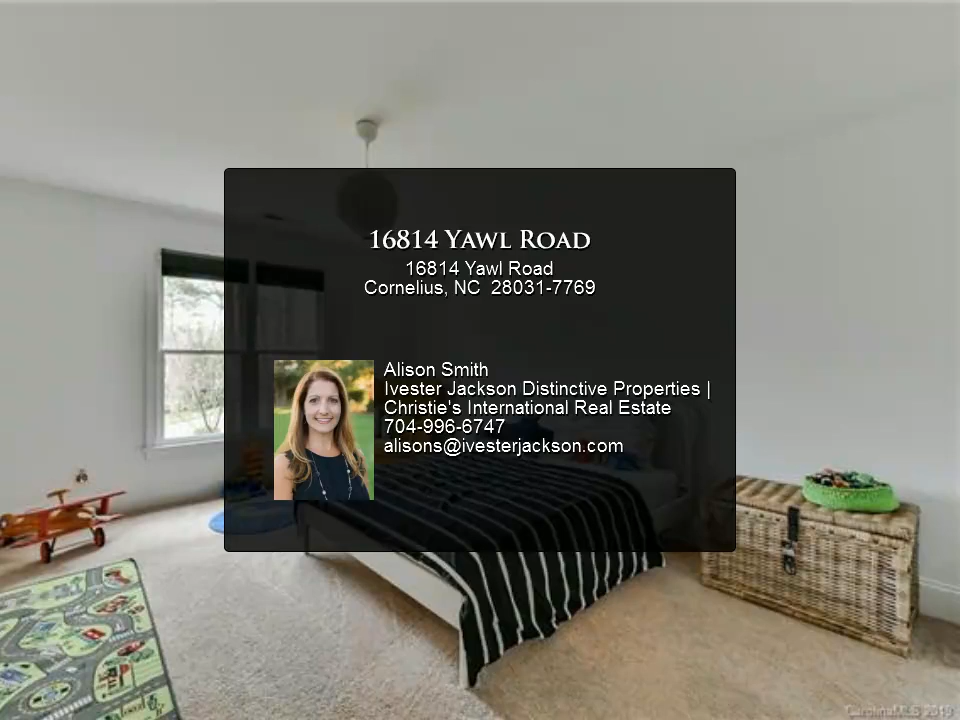 16814 Yawl Road
16814 Yawl Road
Cornelius, NC  28031-7769
Alison Smith
Ivester Jackson Distinctive Properties |
Christie's International Real Estate
704-996-6747
alisons@ivesterjackson.com
CarolinaMLS 2019